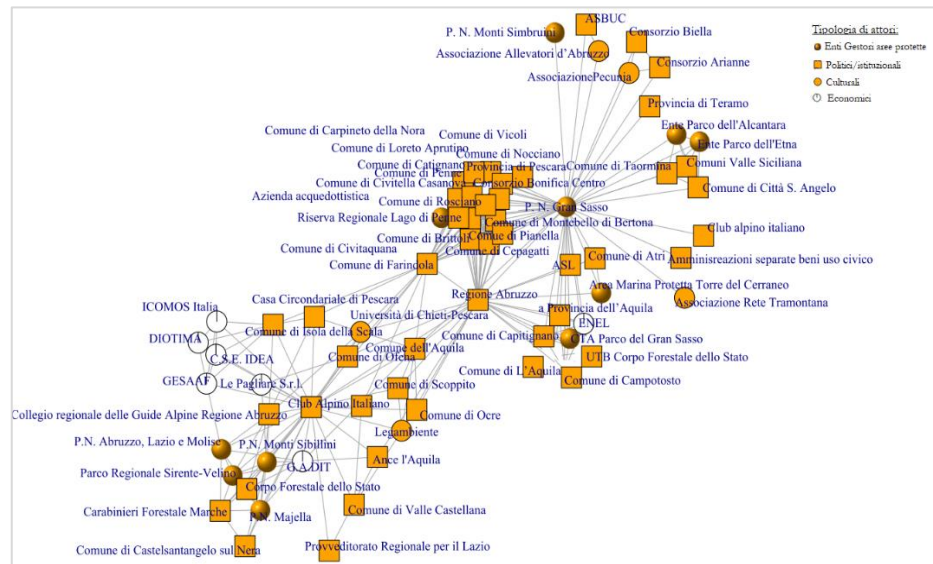 ASBUC
Tipologia di attori:
P. N. Monti Simbruini
Consorzio Biella
Enti Gestori aree protette
Associazione Allevatori d'Abruzzo
Politici/istituzionali
Consorzio Arianne
AssociazionePecunia
Culturali
Economici
Provincia di Teramo
Ente Parco dell'Alcantara
Comune di Carpineto della Nora
Comune di Vicoli
Ente Parco dell'Etna
Comune di Loreto Aprutino
Comune di Nocciano
Comune di Catignano
Provincia di Pescara
Comune di Taormina
Comuni Valle Siciliana
Comune di Penne
Comune di Civitella Casanova
Consorzio Bonifica Centro
Comune di Città S. Angelo
Azienda acquedottistica
Comune di Rosciano
P. N. Gran Sasso
Riserva Regionale Lago di Penne
Comune di Montebello di Bertona
Club alpino italiano
Comune di Brittoli
Comue di Pianella
Comune di Civitaquana
Comune di Cepagatti
Comune di Atri
Amminisreazioni separate beni uso civico
Comune di Farindola
ASL
Area Marina Protetta Torre del Cerraneo
Regione Abruzzo
Associazione Rete Tramontana
ICOMOS Italia
Casa Circondariale di Pescara
a Provincia dell'Aquila
Università di Chieti-Pescara
ENEL
DIOTIMA
Comune di Isola della Scala
Comune di Capitignano
CTA Parco del Gran Sasso
C.S.E. IDEA
Comune dell'Aquila
Comune di Ofena
UTB Corpo Forestale dello Stato
GESAAF
Le Pagliare S.r.l.
Comune di L'Aquila
Comune di Scoppito
Comune di Campotosto
Club Alpino Italiano
Collegio regionale delle Guide Alpine Regione Abruzzo
Comune di Ocre
Legambiente
P.N. Abruzzo, Lazio e Molise
P.N. Monti Sibillini
G.A.DIT
Ance l'Aquila
Parco Regionale Sirente-Velino
Corpo Forestale dello Stato
Carabinieri Forestale Marche
P.N. Majella
Comune di Valle Castellana
Comune di Castelsantangelo sul Nera
Provveditorato Regionale per il Lazio